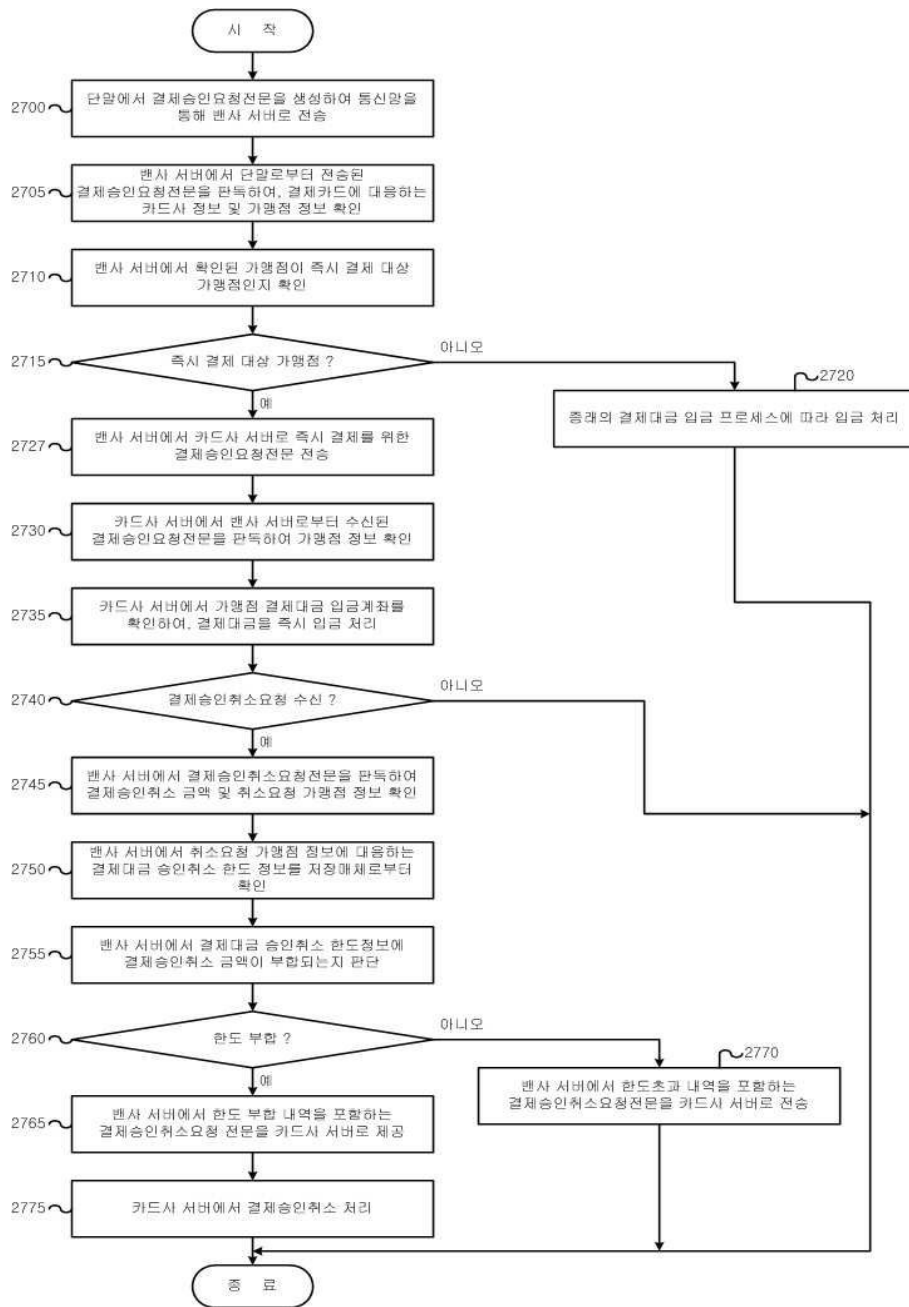 시 작
2700
단말에서 결제승인요청전문을 생성하여 통신망을
통해 밴사 서버로 전송
2705
밴사 서버에서 단말로부터 전송된
결제승인요청전문을 판독하여, 결제카드에 대응하는
카드사 정보 및 가맹점 정보 확인
2710
밴사 서버에서 확인된 가맹점이 즉시 결제 대상
가맹점인지 확인
2715
즉시 결제 대상 가맹점 ?
아니오
예
2720
종래의 결제대금 입금 프로세스에 따라 입금 처리
2727
밴사 서버에서 카드사 서버로 즉시 결제를 위한
결제승인요청전문 전송
2730
카드사 서버에서 밴사 서버로부터 수신된
결제승인요청전문을 판독하여 가맹점 정보 확인
2735
카드사 서버에서 가맹점 결제대금 입금계좌를
확인하여, 결제대금을 즉시 입금 처리
2740
결제승인취소요청 수신 ?
아니오
예
2745
밴사 서버에서 결제승인취소요청전문을 판독하여
결제승인취소 금액 및 취소요청 가맹점 정보 확인
2750
밴사 서버에서 취소요청 가맹점 정보에 대응하는
결제대금 승인취소 한도 정보를 저장매체로부터
확인
2755
밴사 서버에서 결제대금 승인취소 한도정보에
결제승인취소 금액이 부합되는지 판단
2760
한도 부합 ?
아니오
예
2770
밴사 서버에서 한도초과 내역을 포함하는
결제승인취소요청전문을 카드사 서버로 전송
2765
밴사 서버에서 한도 부합 내역을 포함하는
결제승인취소요청 전문을 카드사 서버로 제공
2775
카드사 서버에서 결제승인취소 처리
종 료